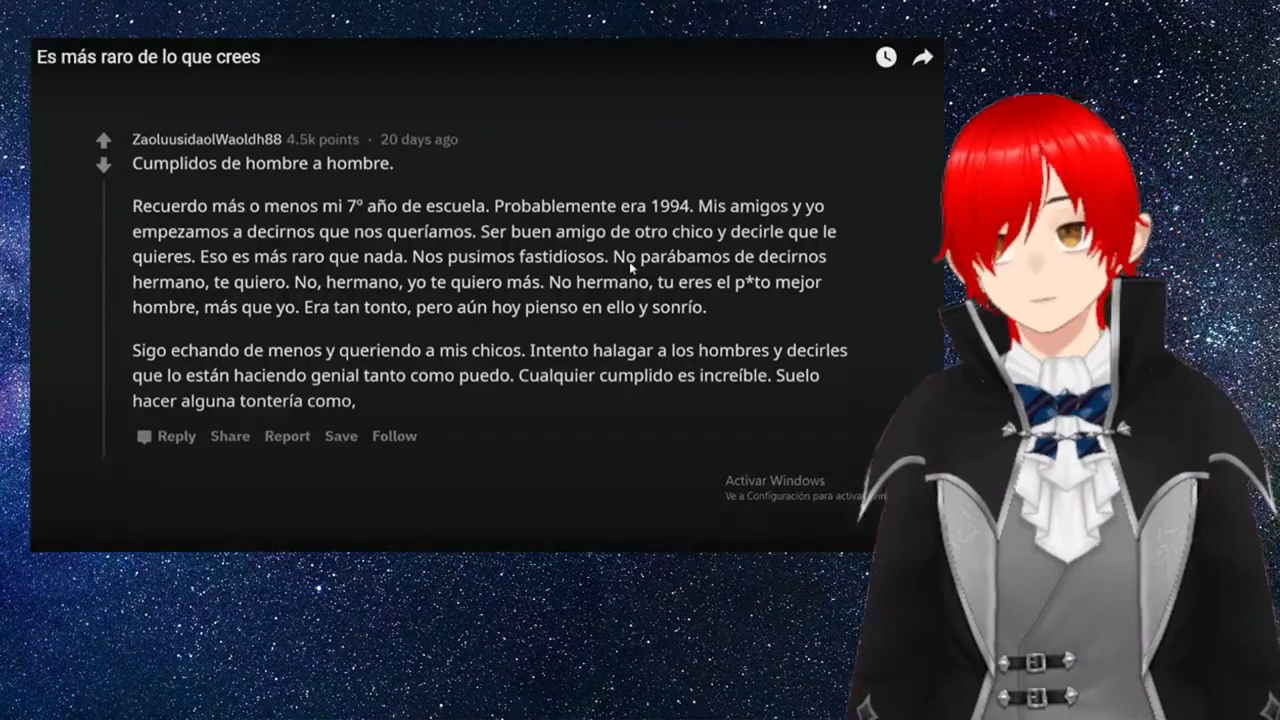 Es más raro de lo que crees
ZaoluusidaolWaoldh88 4.5k points · 20 days ago
Cumplidos de hombre a hombre.
Recuerdo más o menos mi 7º año de escuela. Probablemente era 1994. Mis amigos y yo
empezamos a decirnos que nos queríamos. Ser buen amigo de otro chico y decirle que le
quieres. Eso es más raro que nada. Nos pusimos fastidiosos. No parábamos de decirnos
hermano, te quiero. No, hermano, yo te quiero más. No hermano, tu eres el p*to mejor
hombre, más que yo. Era tan tonto, pero aún hoy pienso en ello y sonrío.
Sigo echando de menos y queriendo a mis chicos. Intento halagar a los hombres y decirles
que lo están haciendo genial tanto como puedo. Cualquier cumplido es increíble. Suelo
hacer alguna tontería como,
Reply Share Report Save Follow
Activar Windows
Ve a Configuración para activar